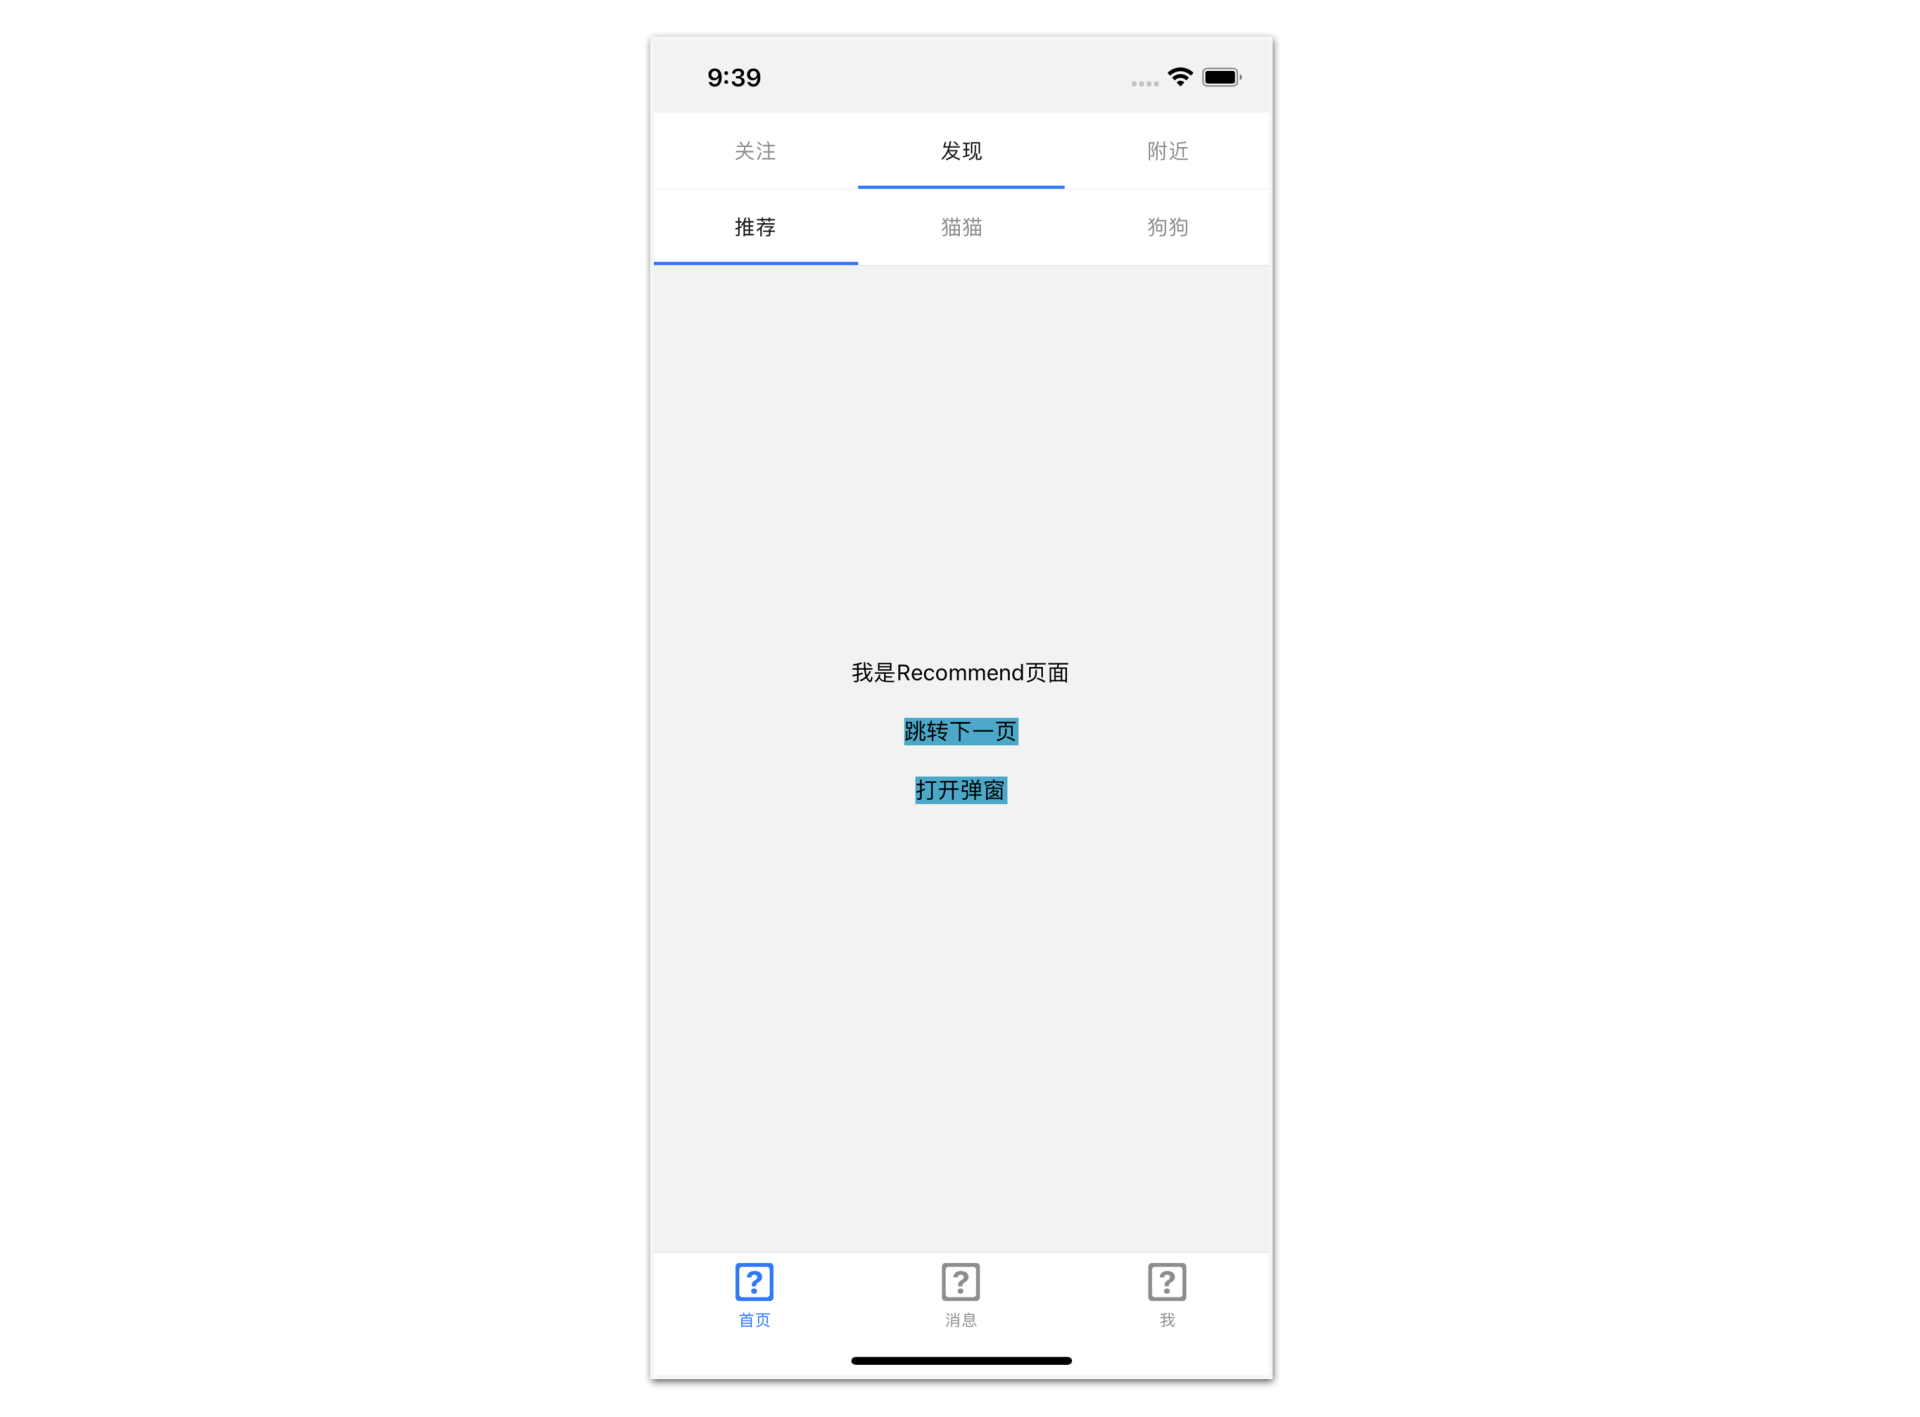 9:39
关注 发现 附近
推荐 猫猫 狗狗
我是Recommend页面
跳转下一页
打开弹窗
? ? ?
首页 消息 我